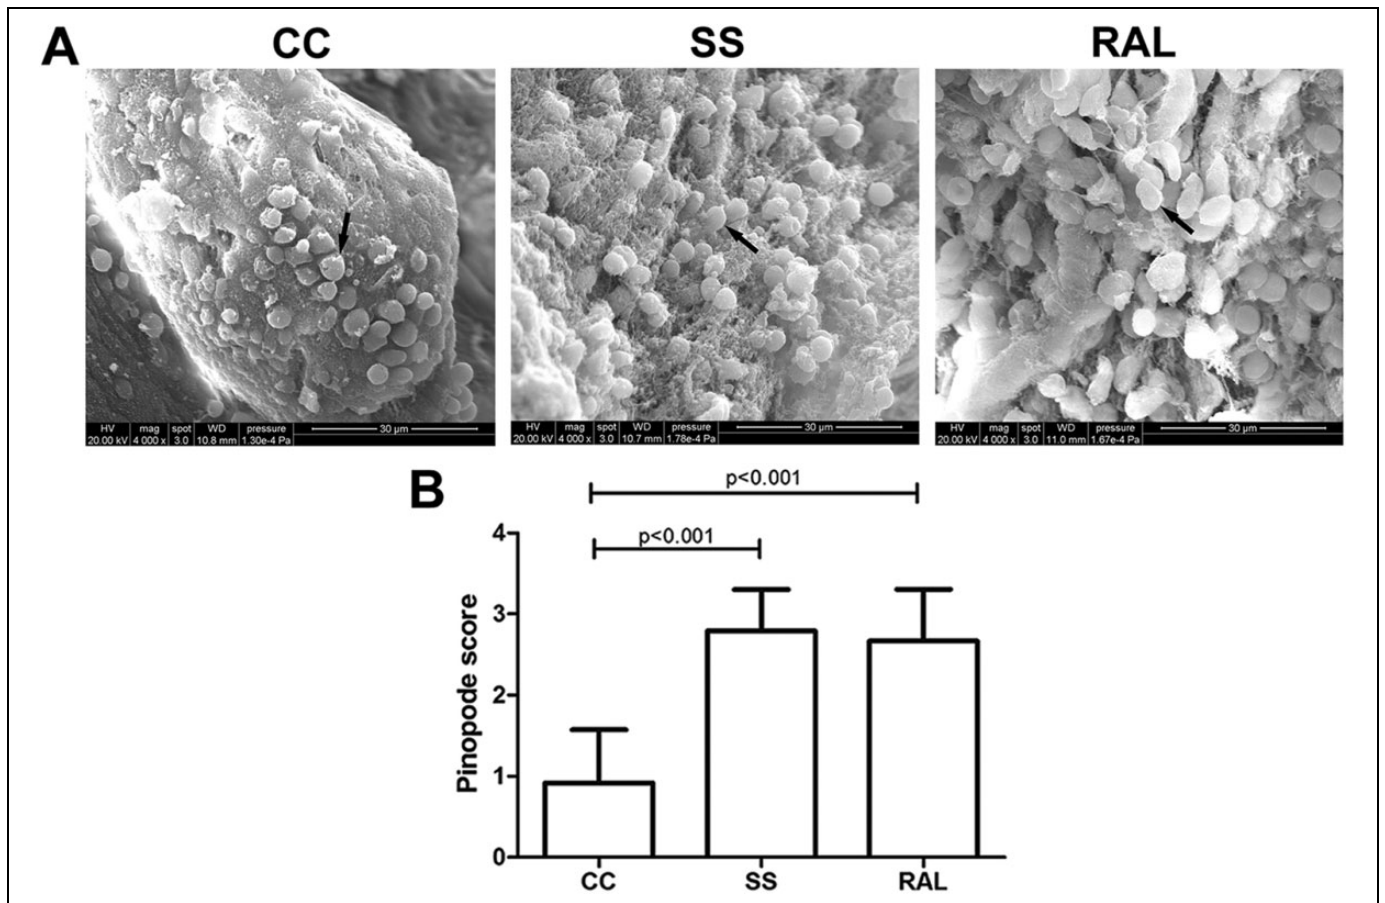 A
CC
SS
RAL
HV mag spot WD pressure 30 µm
20.00 kV 4 000 x 3.0 10.8 mm 1.30e-4 Pa
HV mag spot WD pressure 30 µm
20.00 kV 4 000 x 3.0 10.7 mm 1.78e-4 Pa
HV mag spot WD pressure 30 µm
20.00 kV 4 000 x 3.0 11.0 mm 1.67e-4 Pa
B
p<0.001
p<0.001
Pinopode score
4
3
2
1
0
CC
SS
RAL